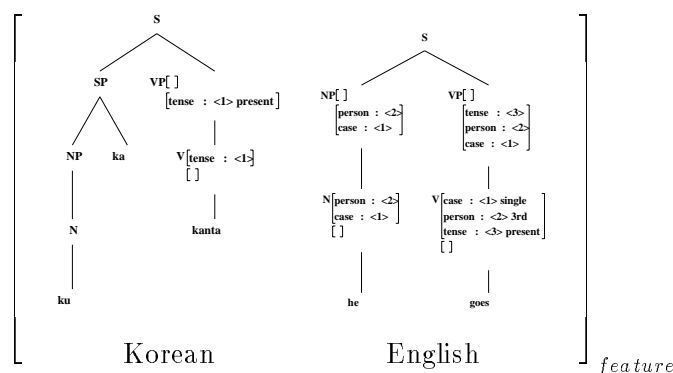 S
SP VP[ ]
[tense : <1> present]
NP ka V[tense : <1>]
[ ]
N kanta
ku
Korean
S
NP[ ] VP[ ]
[person : <2> [tense : <3>
case : <1>] person : <2>
case : <1>]
N[person : <2> V[case : <1> single
case : <1>] person : <2> 3rd
[ ] tense : <3> present]
[ ]
he goes
English
feature